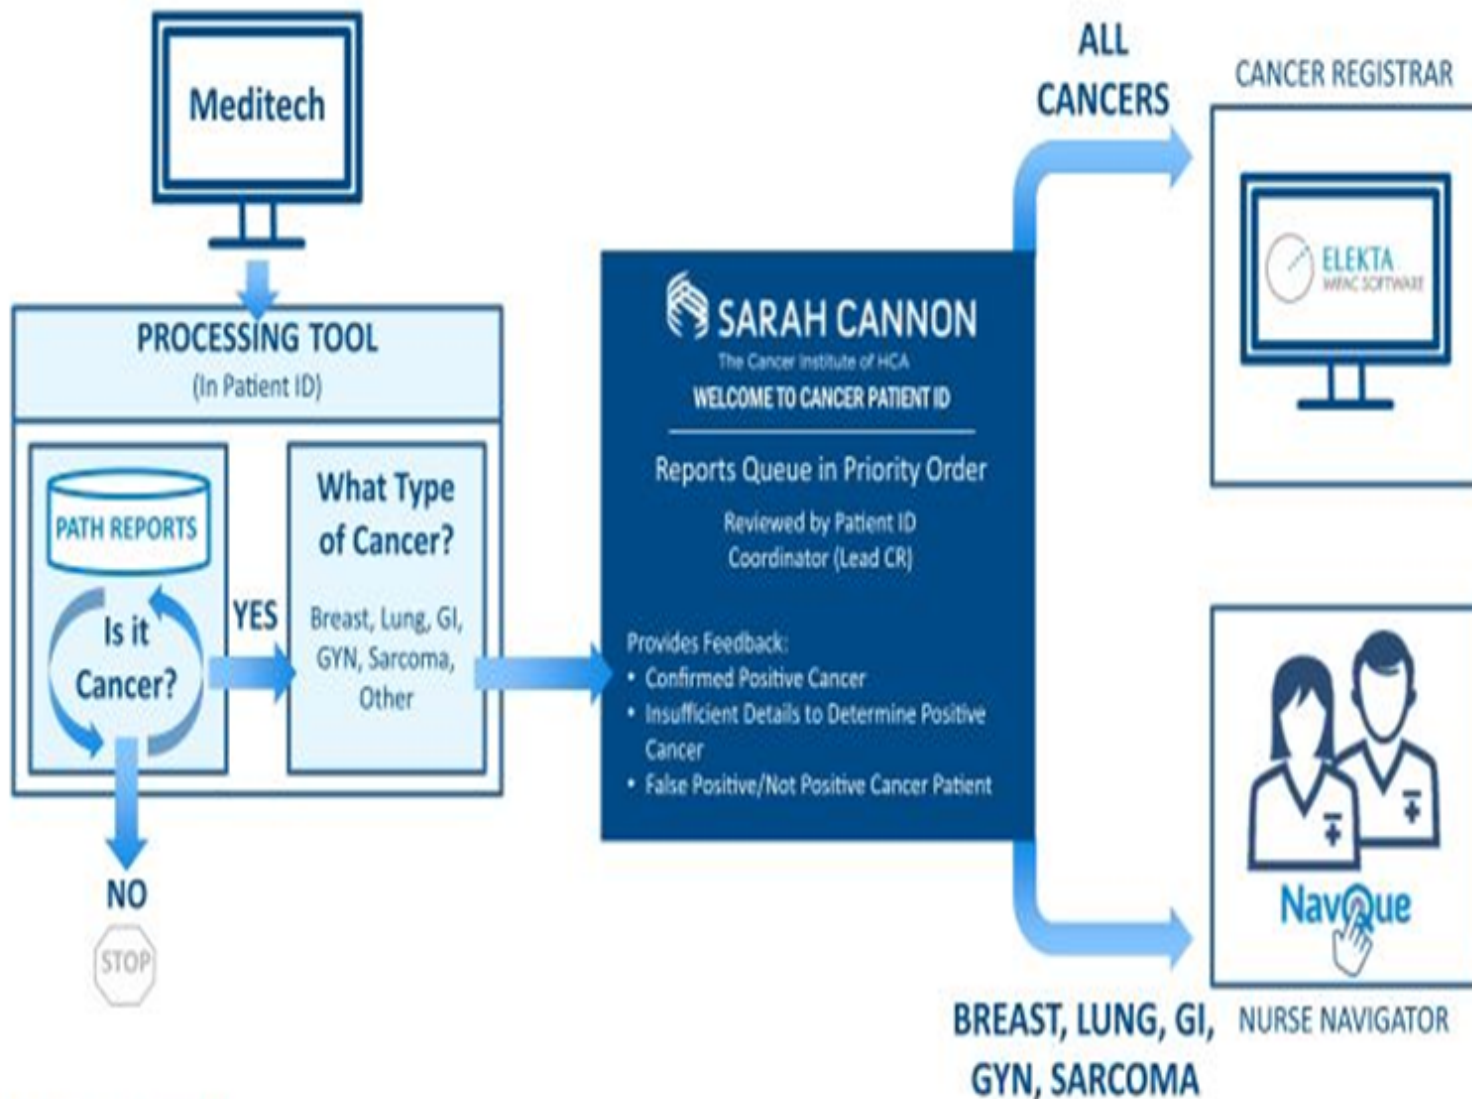 Meditech
PROCESSING TOOL
(In Patient ID)
PATH REPORTS
Is it
Cancer?
YES
What Type
of Cancer?
Breast, Lung, GI,
GYN, Sarcoma,
Other
NO
STOP
SARAH CANNON
The Cancer Institute of HCA
WELCOME TO CANCER PATIENT ID
Reports Queue in Priority Order
Reviewed by Patient ID
Coordinator (Lead CR)
Provides Feedback:
• Confirmed Positive Cancer
• Insufficient Details to Determine Positive
Cancer
• False Positive/Not Positive Cancer Patient
ALL
CANCERS
CANCER REGISTRAR
ELEKTA
IMPAC SOFTWARE
NavQue
BREAST, LUNG, GI,
GYN, SARCOMA
NURSE NAVIGATOR